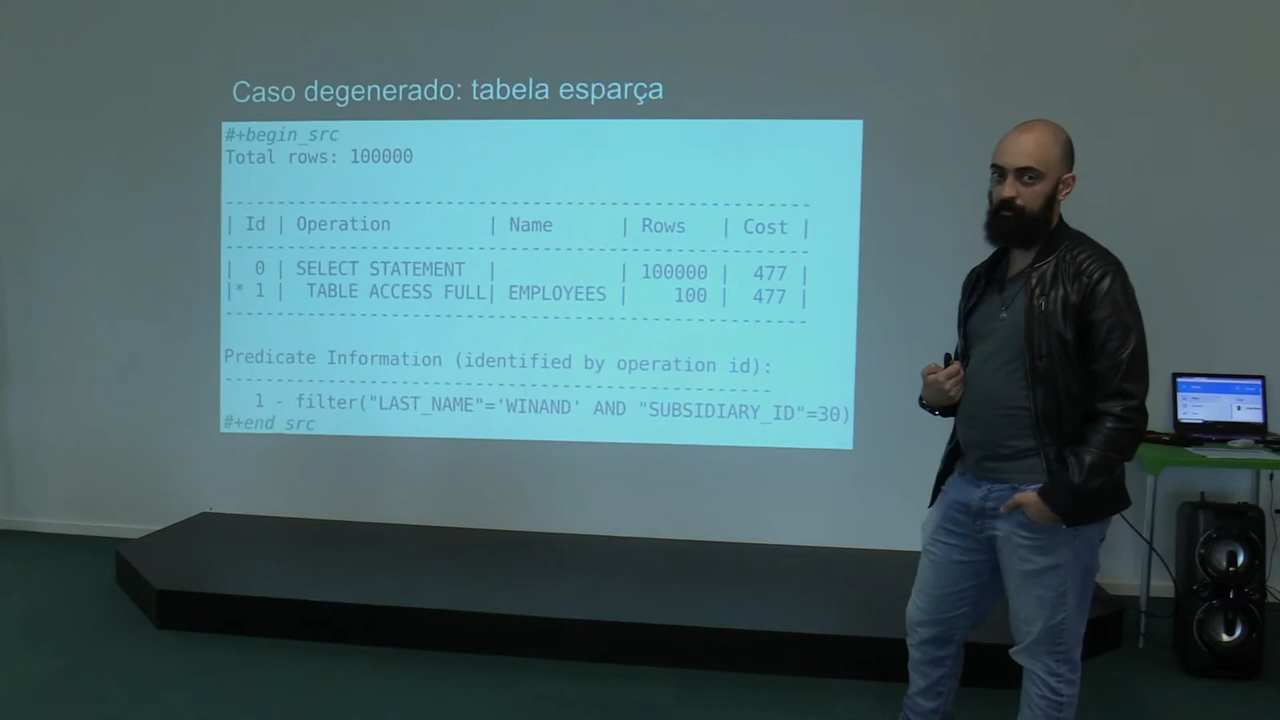 Caso degenerado: tabela esparça
#+begin_src
Total rows: 100000
---------------------------------------------------------------
| Id | Operation         | Name      | Rows   | Cost |
---------------------------------------------------------------
|  0 | SELECT STATEMENT  |           | 100000 |  477 |
|* 1 |  TABLE ACCESS FULL| EMPLOYEES |    100 |  477 |
---------------------------------------------------------------
Predicate Information (identified by operation id):
---------------------------------------------------------------
1 - filter("LAST_NAME"='WINAND' AND "SUBSIDIARY_ID"=30)
#+end_src